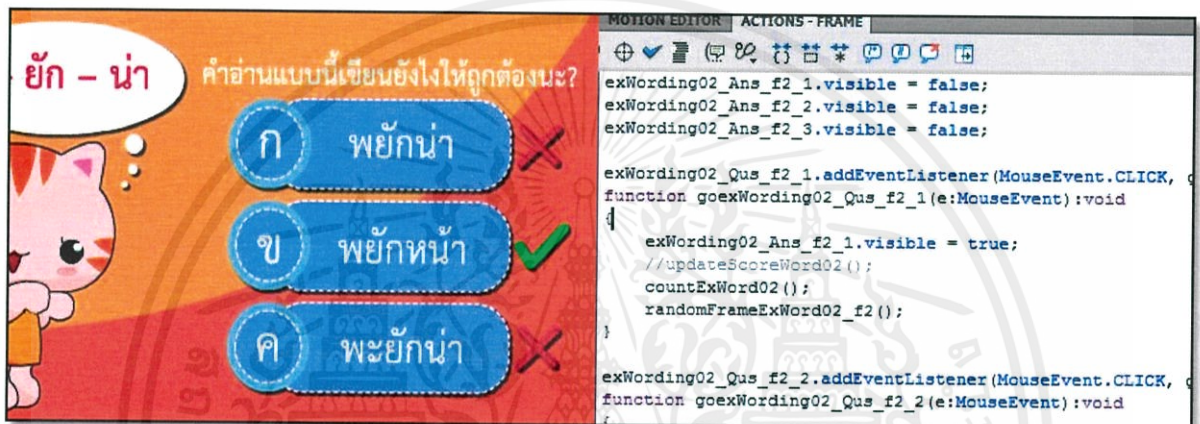 ยัก – น่า
คำอ่านแบบนี้เขียนยังไงให้ถูกต้องนะ?
ก พยักน่า
ข พยักหน้า
ค พะยักน่า
MOTION EDITOR ACTIONS - FRAME
exWording02_Ans_f2_1.visible = false;
exWording02_Ans_f2_2.visible = false;
exWording02_Ans_f2_3.visible = false;
exWording02_Qus_f2_1.addEventListener(MouseEvent.CLICK,
function goexWording02_Qus_f2_1(e:MouseEvent):void
{
exWording02_Ans_f2_1.visible = true;
//updateScoreWord02();
countExWord02();
randomFrameExWord02_f2();
}
exWording02_Qus_f2_2.addEventListener(MouseEvent.CLICK,
function goexWording02_Qus_f2_2(e:MouseEvent):void
{